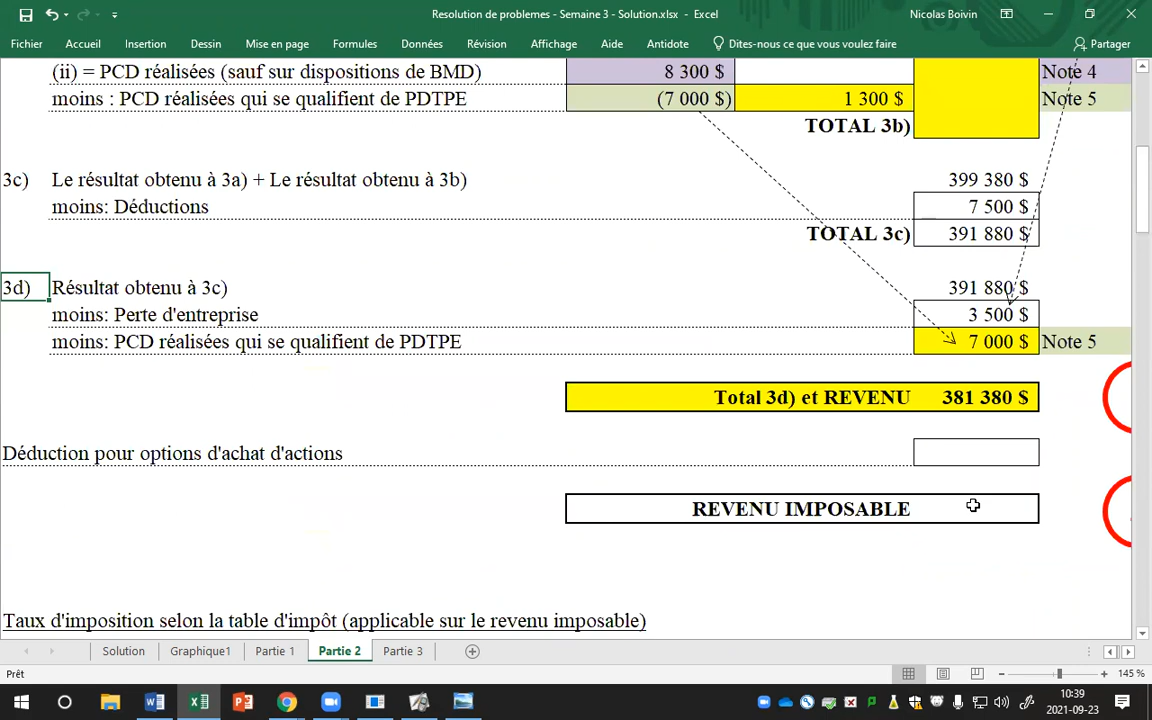 Resolution de problemes - Semaine 3 - Solution.xlsx - Excel
Nicolas Boivin
Fichier Accueil Insertion Dessin Mise en page Formules Données Révision Affichage Aide Antidote Dites-nous ce que vous voulez faire Partager
(ii) = PCD réalisées (sauf sur dispositions de BMD) 8 300 $ Note 4
moins : PCD réalisées qui se qualifient de PDTPE (7 000 $) 1 300 $ Note 5
TOTAL 3b)
3c) Le résultat obtenu à 3a) + Le résultat obtenu à 3b) 399 380 $
moins: Déductions 7 500 $
TOTAL 3c) 391 880 $
3d) Résultat obtenu à 3c) 391 880 $
moins: Perte d'entreprise 3 500 $
moins: PCD réalisées qui se qualifient de PDTPE 7 000 $ Note 5
Total 3d) et REVENU 381 380 $
Déduction pour options d'achat d'actions
REVENU IMPOSABLE
Taux d'imposition selon la table d'impôt (applicable sur le revenu imposable)
Solution Graphique1 Partie 1 Partie 2 Partie 3
Prêt
145 %
10:39
2021-09-23